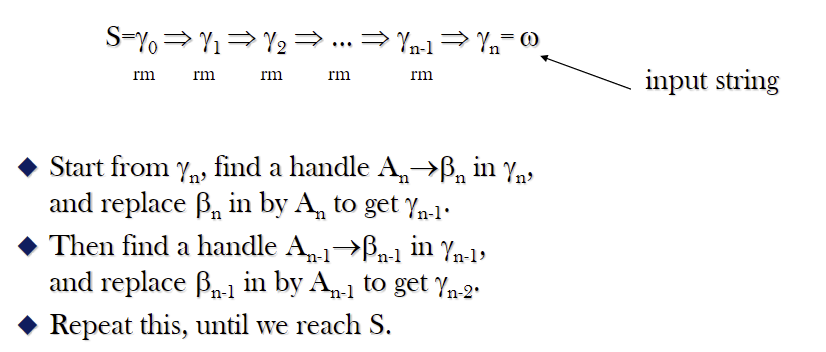 S=γ₀ ⇒ γ₁ ⇒ γ₂ ⇒ ... ⇒ γₙ₋₁ ⇒ γₙ= ω
rm rm rm rm rm
input string
◆ Start from γₙ, find a handle Aₙ→βₙ in γₙ,
and replace βₙ in by Aₙ to get γₙ₋₁.
◆ Then find a handle Aₙ₋₁→βₙ₋₁ in γₙ₋₁,
and replace βₙ₋₁ in by Aₙ₋₁ to get γₙ₋₂.
◆ Repeat this, until we reach S.